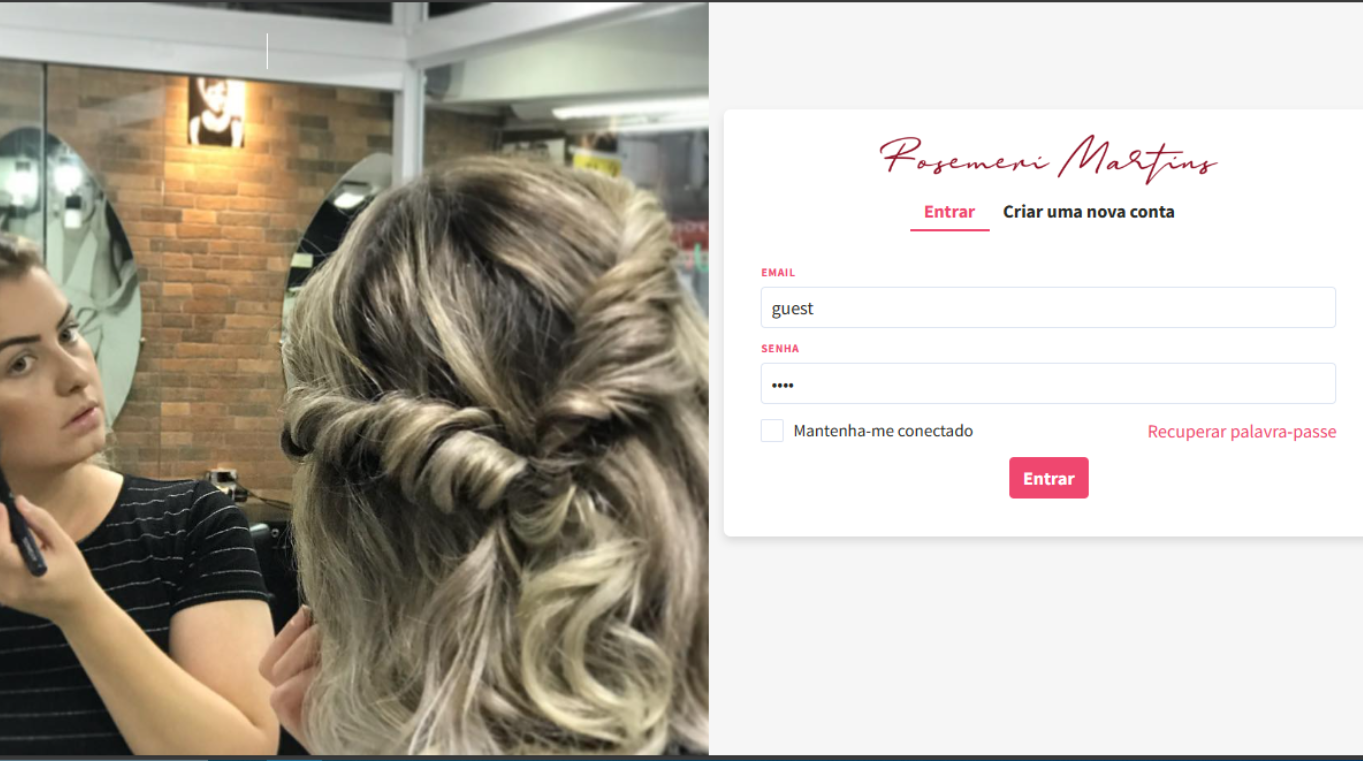 Rosemeri Martins
Entrar Criar uma nova conta
EMAIL
guest
SENHA
••••
Mantenha-me conectado Recuperar palavra-passe
Entrar